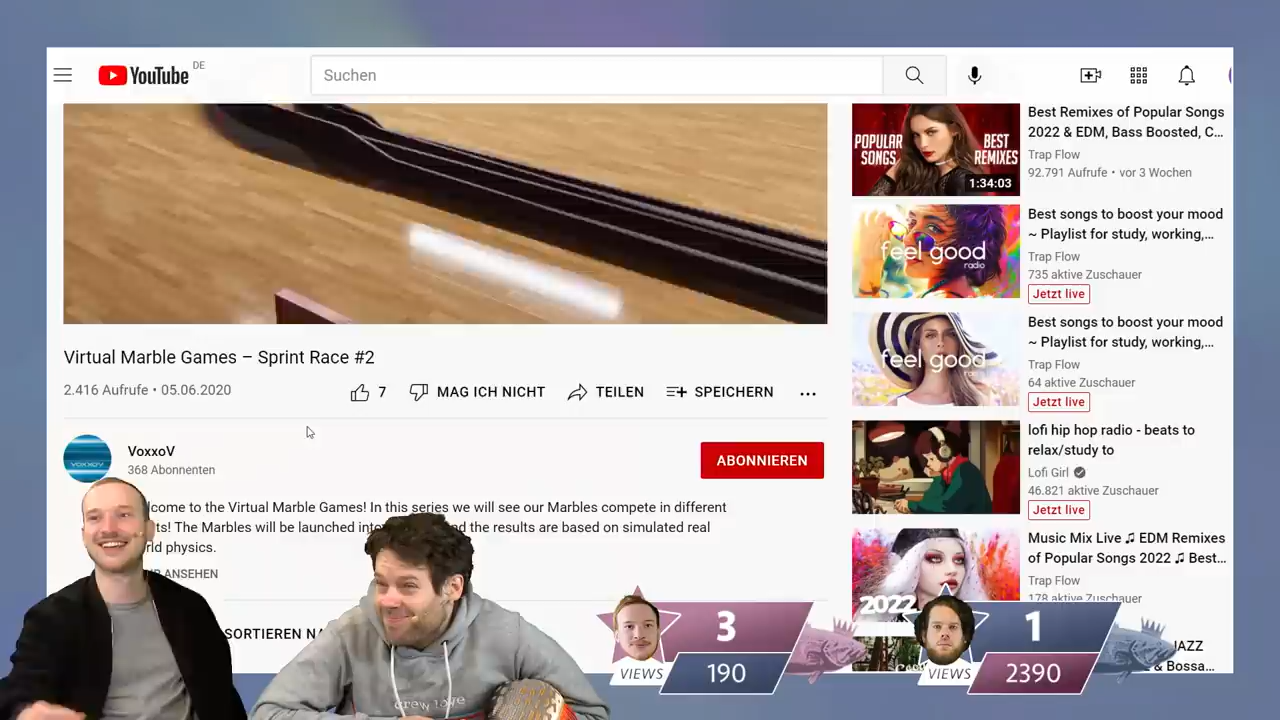 YouTube DE
Suchen
Virtual Marble Games – Sprint Race #2
2.416 Aufrufe • 05.06.2020
7
MAG ICH NICHT
TEILEN
SPEICHERN
VoxxoV
368 Abonnenten
ABONNIEREN
VOXXOV
to the Virtual Marble Games! In this series we will see our Marbles compete in different
The Marbles will be launched and the results are based on simulated real
physics.
ANSEHEN
SORTIEREN
crew love
POPULAR SONGS
BEST REMIXES
1:34:03
Best Remixes of Popular Songs
2022 & EDM, Bass Boosted, C...
Trap Flow
92.791 Aufrufe • vor 3 Wochen
feel good
radio
Best songs to boost your mood
~ Playlist for study, working,...
Trap Flow
735 aktive Zuschauer
Jetzt live
feel good
Best songs to boost your mood
~ Playlist for study, working,...
Trap Flow
64 aktive Zuschauer
Jetzt live
lofi hip hop radio - beats to
relax/study to
Lofi Girl
46.821 aktive Zuschauer
Jetzt live
2022
Music Mix Live ♫ EDM Remixes
of Popular Songs 2022 ♫ Best...
Trap Flow
178 aktive Zuschauer
JAZZ
& Bossa...
3
VIEWS
190
1
VIEWS
2390